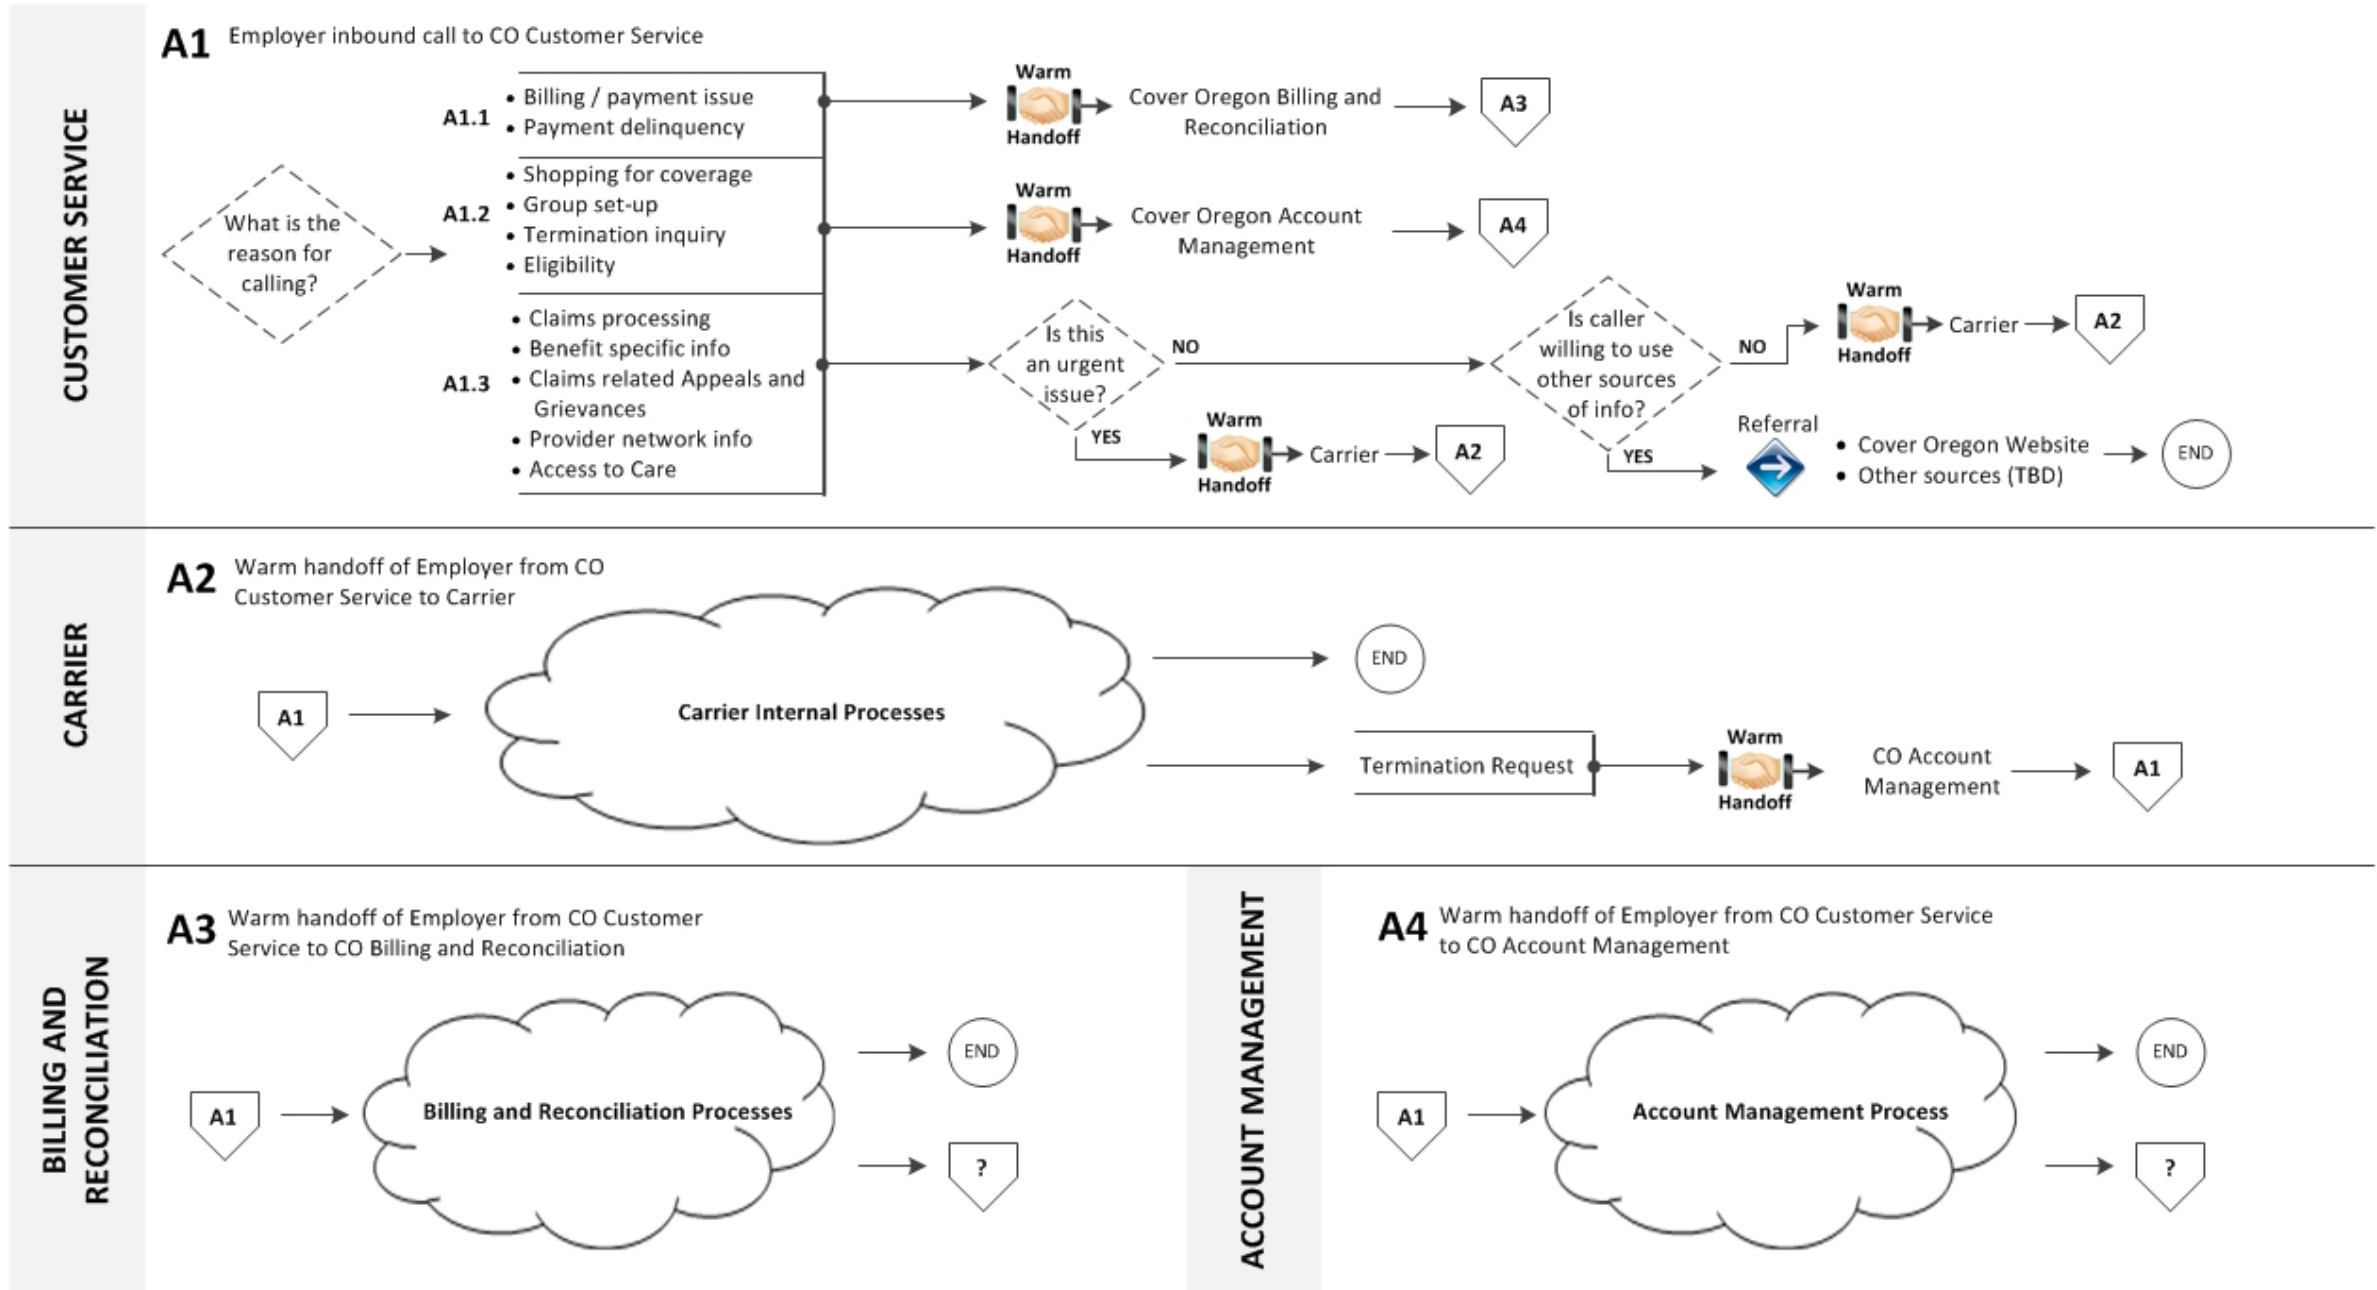 CUSTOMER SERVICE
A1 Employer inbound call to CO Customer Service
What is the
reason for
calling?
A1.1
• Billing / payment issue
• Payment delinquency
A1.2
• Shopping for coverage
• Group set-up
• Termination inquiry
• Eligibility
A1.3
• Claims processing
• Benefit specific info
• Claims related Appeals and
Grievances
• Provider network info
• Access to Care
Warm
Handoff
Cover Oregon Billing and
Reconciliation
A3
Warm
Handoff
Cover Oregon Account
Management
A4
Is this
an urgent
issue?
NO
YES
Warm
Handoff
Carrier
A2
Is caller
willing to use
other sources
of info?
NO
Warm
Handoff
Carrier
A2
YES
Referral
• Cover Oregon Website
• Other sources (TBD)
END
CARRIER
A2 Warm handoff of Employer from CO
Customer Service to Carrier
A1
Carrier Internal Processes
END
Termination Request
Warm
Handoff
CO Account
Management
A1
BILLING AND
RECONCILIATION
A3 Warm handoff of Employer from CO Customer
Service to CO Billing and Reconciliation
A1
Billing and Reconciliation Processes
END
?
ACCOUNT MANAGEMENT
A4 Warm handoff of Employer from CO Customer Service
to CO Account Management
A1
Account Management Process
END
?